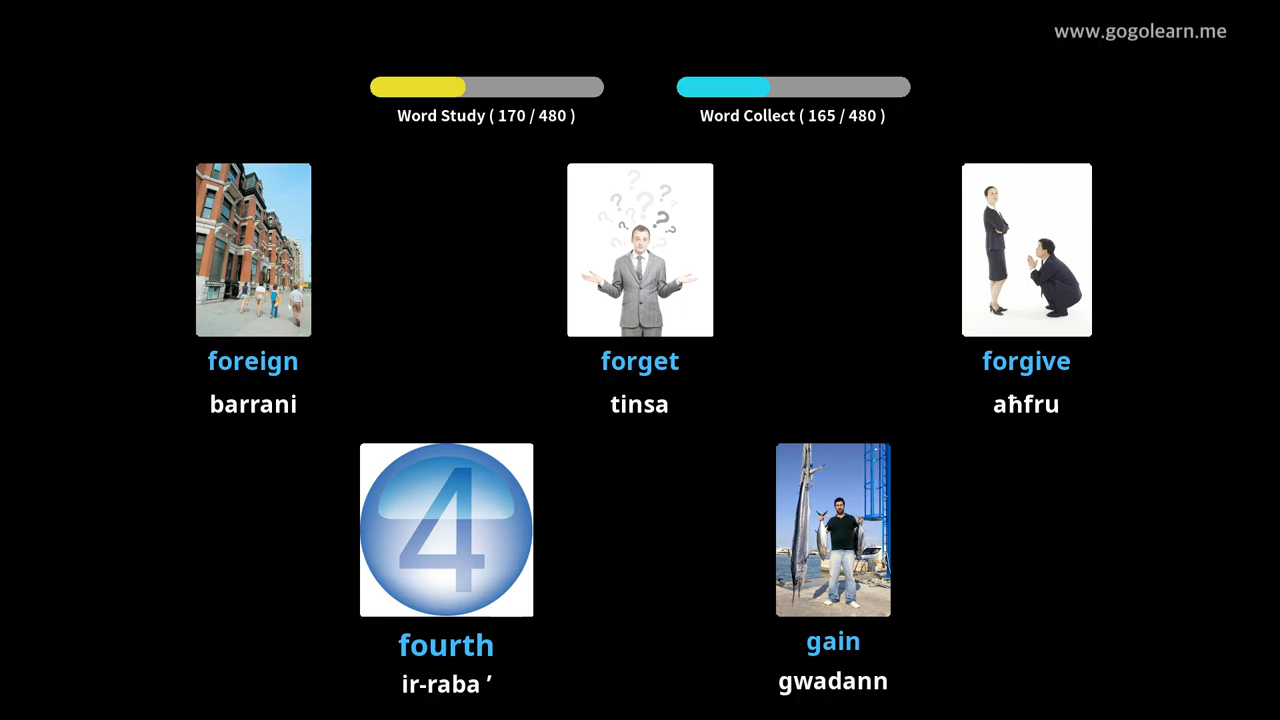 www.gogolearn.me
Word Study ( 170 / 480 )
Word Collect ( 165 / 480 )
foreign
barrani
forget
tinsa
forgive
aħfru
4
fourth
ir-raba ’
gain
gwadann